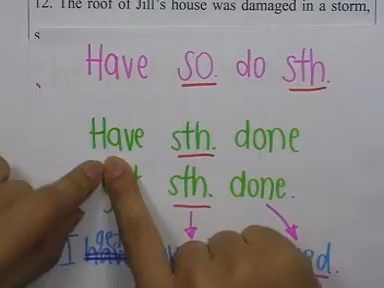 12. The roof of Jill's house was damaged in a storm,
s
Have so. do sth.
Have sth. done
sth. done.
I get